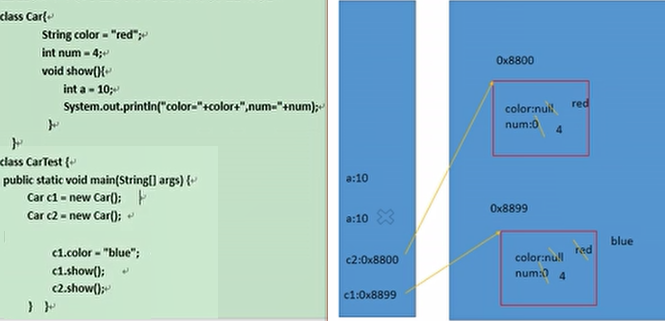 class Car{
String color = "red";
int num = 4;
void show(){
int a = 10;
System.out.println("color="+color+",num="+num);
}
}
class CarTest {
public static void main(String[] args) {
Car c1 = new Car();
Car c2 = new Car();
c1.color = "blue";
c1.show();
c2.show();
} }
a:10
a:10
c2:0x8800
c1:0x8899
0x8800
color:null red
num:0 4
0x8899
color:null red blue
num:0 4